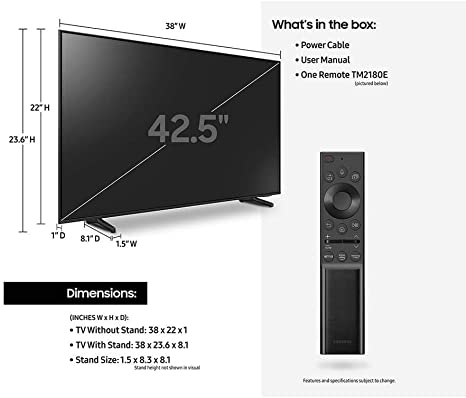 38" W
22" H
23.6" H
42.5"
1" D
8.1" D
1.5" W
Dimensions:
(INCHES W x H x D):
• TV Without Stand: 38 x 22 x 1
• TV With Stand: 38 x 23.6 x 8.1
• Stand Size: 1.5 x 8.3 x 8.1
Stand height not shown in visual
What's in the box:
• Power Cable
• User Manual
• One Remote TM2180E
(pictured below)
SAMSUNG
Features and specifications subject to change.